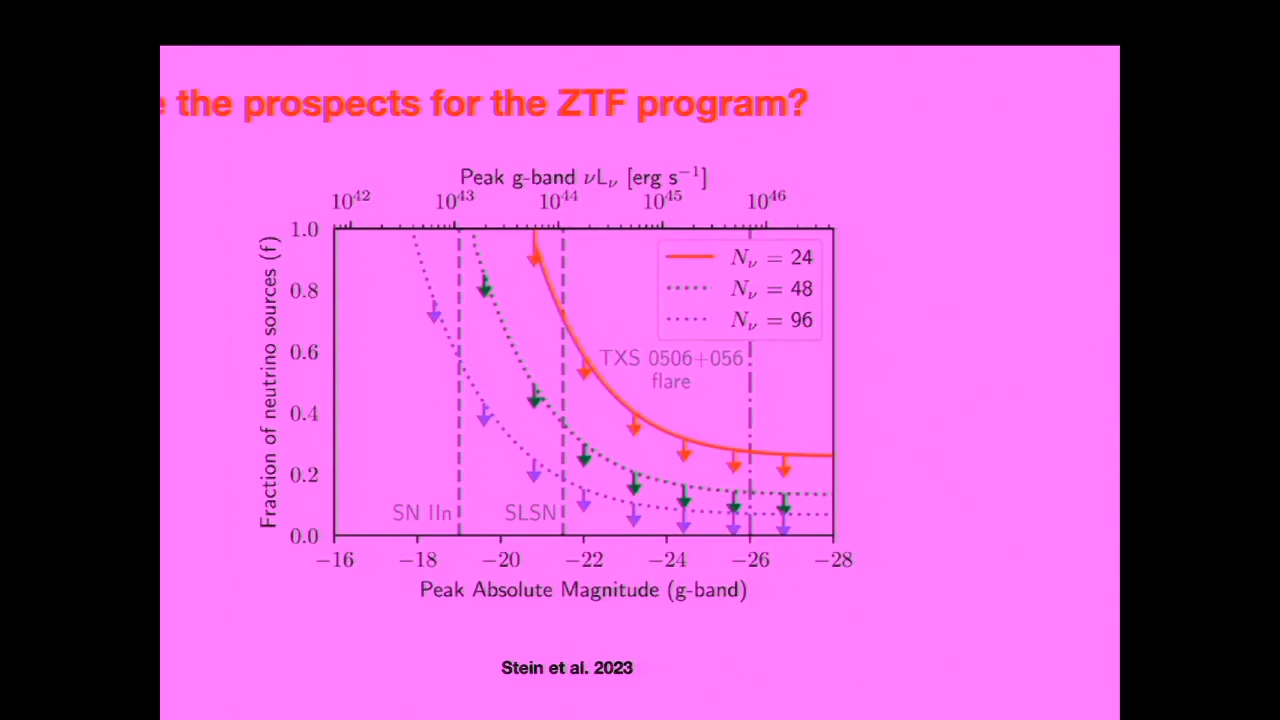 the prospects for the ZTF program?
Peak g-band νLν [erg s⁻¹]
10⁴² 10⁴³ 10⁴⁴ 10⁴⁵ 10⁴⁶
Fraction of neutrino sources (f)
1.0
0.8
0.6
0.4
0.2
0.0
Nν = 24
Nν = 48
Nν = 96
TXS 0506+056
flare
SN IIn
SLSN
−16 −18 −20 −22 −24 −26 −28
Peak Absolute Magnitude (g-band)
Stein et al. 2023